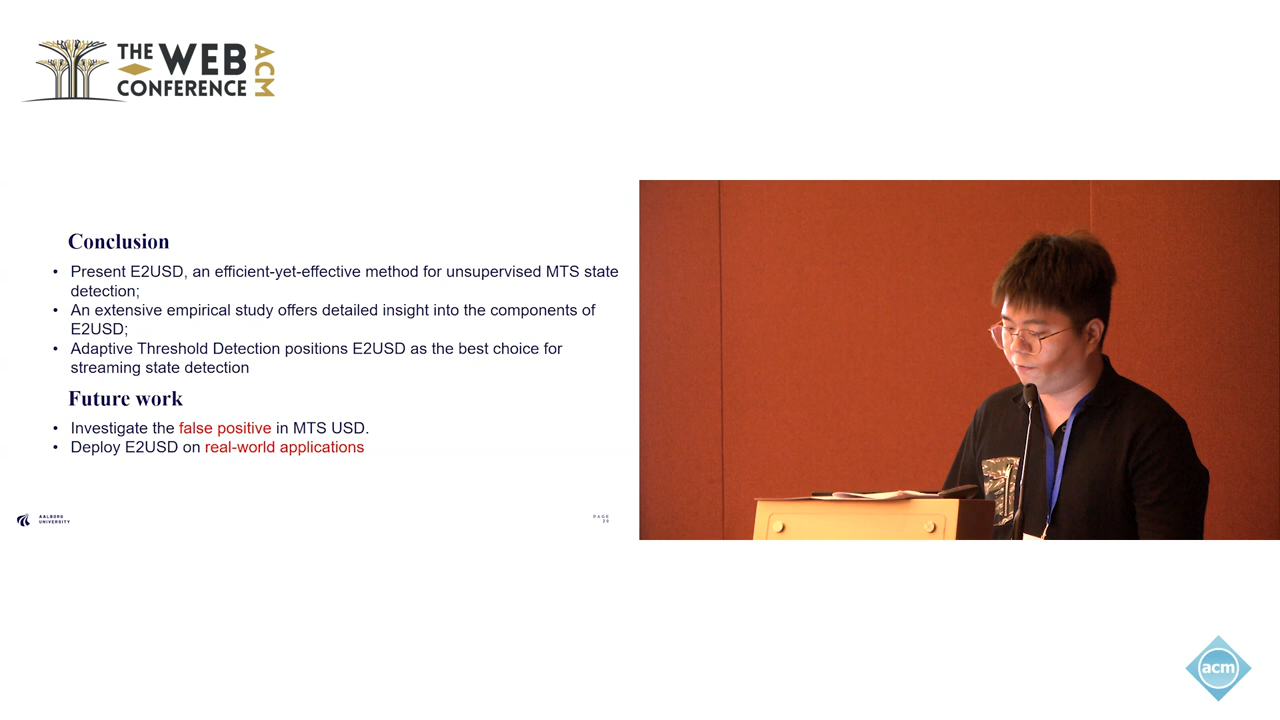 THE WEB
CONFERENCE
ACM
Conclusion
• Present E2USD, an efficient-yet-effective method for unsupervised MTS state
detection;
• An extensive empirical study offers detailed insight into the components of
E2USD;
• Adaptive Threshold Detection positions E2USD as the best choice for
streaming state detection
Future work
• Investigate the false positive in MTS USD.
• Deploy E2USD on real-world applications
AALBORG
UNIVERSITY
PAGE
20
acm